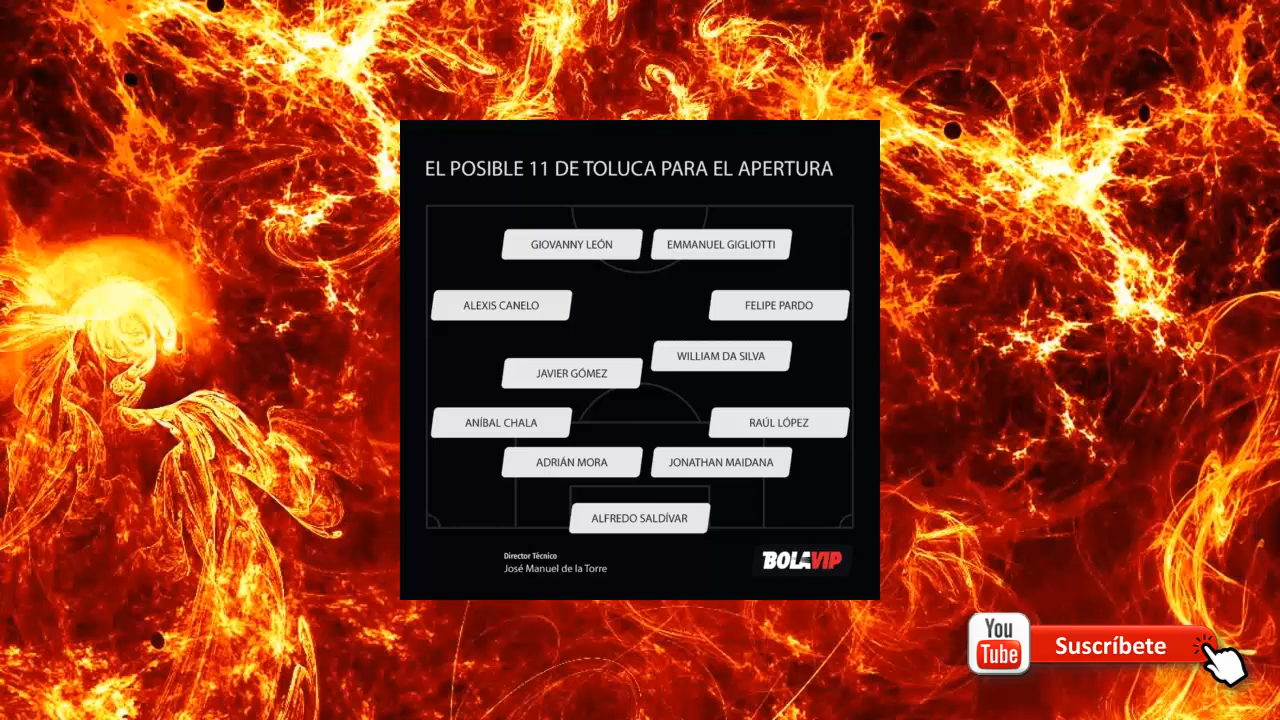 EL POSIBLE 11 DE TOLUCA PARA EL APERTURA
GIOVANNY LEÓN
EMMANUEL GIGLIOTTI
ALEXIS CANELO
FELIPE PARDO
WILLIAM DA SILVA
JAVIER GÓMEZ
ANÍBAL CHALA
RAÚL LÓPEZ
ADRIÁN MORA
JONATHAN MAIDANA
ALFREDO SALDÍVAR
Director Técnico
José Manuel de la Torre
BOLAVIP
You
Tube
Suscríbete